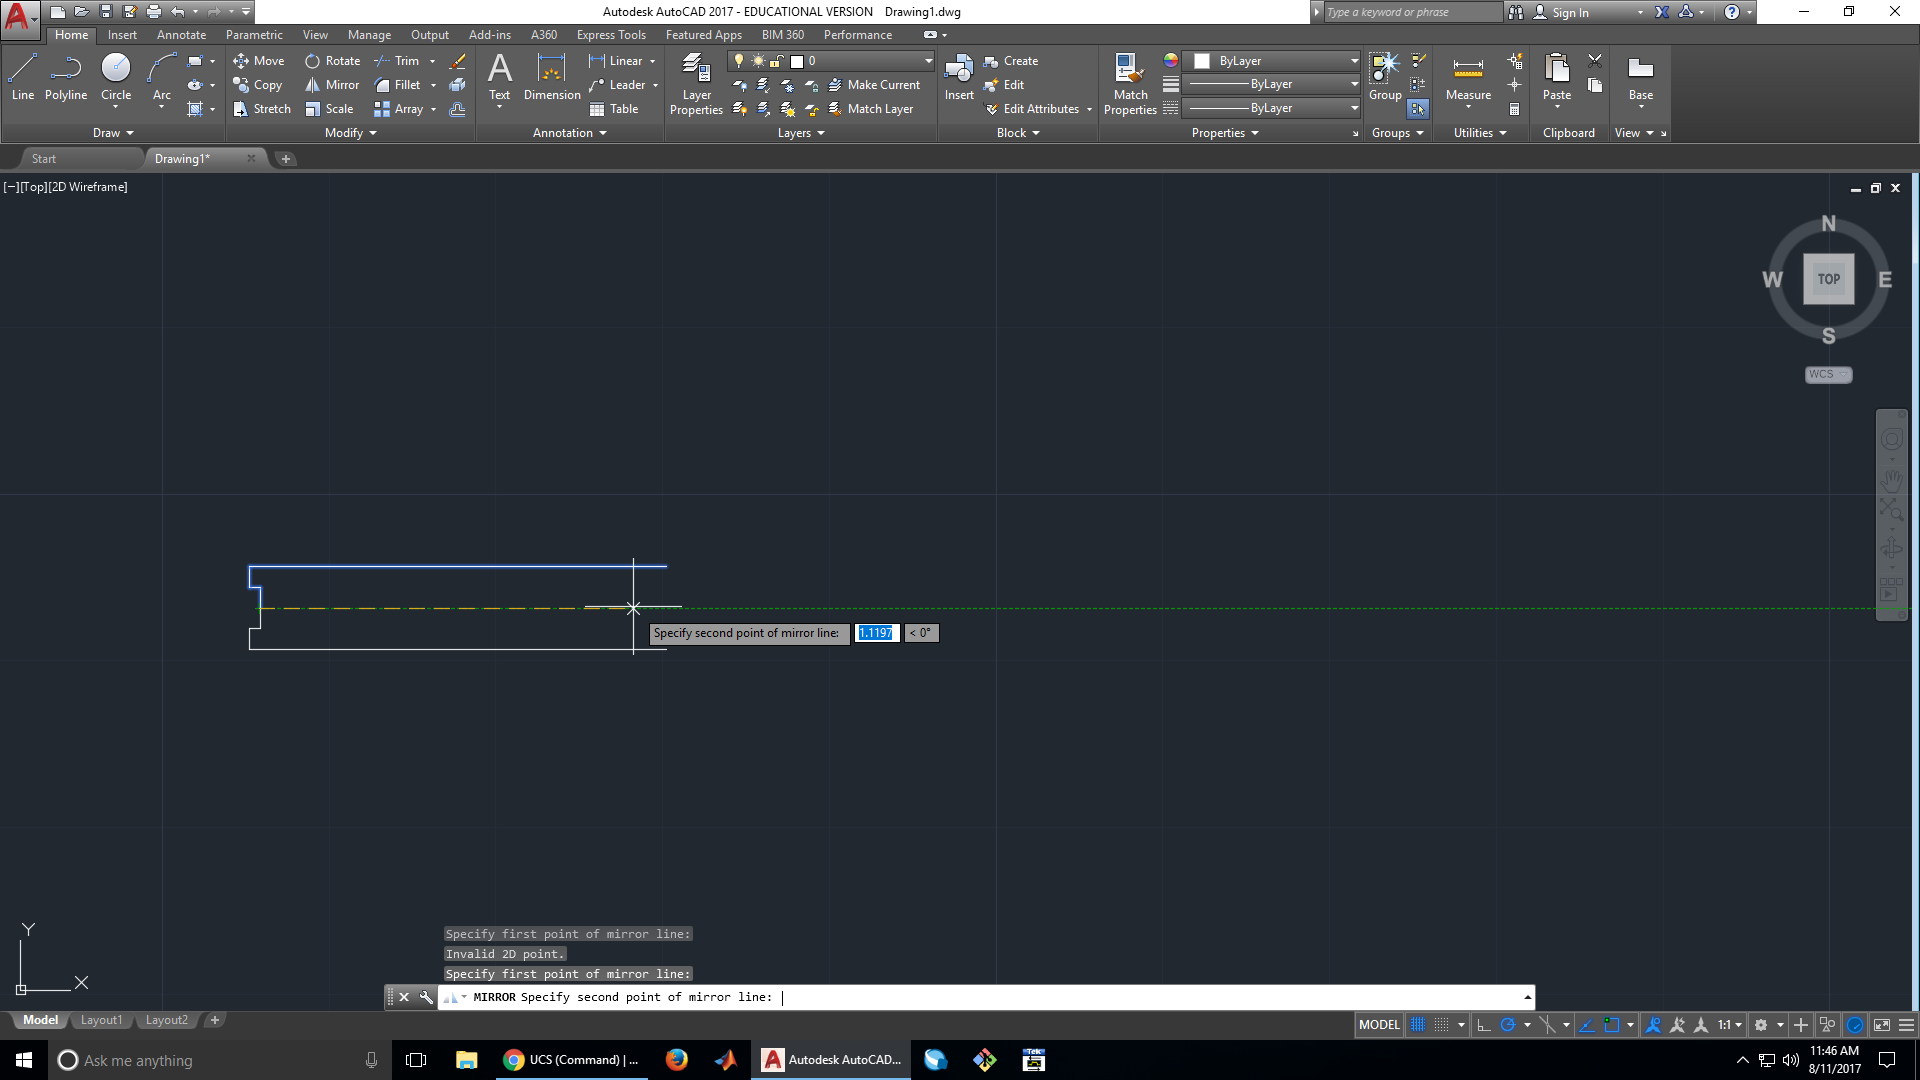 Autodesk AutoCAD 2017 - EDUCATIONAL VERSION Drawing1.dwg
Type a keyword or phrase
Sign In
Home Insert Annotate Parametric View Manage Output Add-ins A360 Express Tools Featured Apps BIM 360 Performance
Line
Polyline
Circle
Arc
Draw
Move Rotate Trim
Copy Mirror Fillet
Stretch Scale Array
Modify
Text
Dimension
Linear
Leader
Table
Annotation
Layer
Properties
0
Make Current
Match Layer
Layers
Insert
Create
Edit
Edit Attributes
Block
Match
Properties
ByLayer
ByLayer
ByLayer
Properties
Group
Groups
Measure
Utilities
Paste
Clipboard
Base
View
Start
Drawing1*
[−][Top][2D Wireframe]
N
W
TOP
E
S
WCS
Specify second point of mirror line: 1.1197 < 0°
Y
X
Specify first point of mirror line:
Invalid 2D point.
Specify first point of mirror line:
MIRROR Specify second point of mirror line:
Model Layout1 Layout2
MODEL
1:1
Ask me anything
UCS (Command) | ...
Autodesk AutoCAD...
Tek
11:46 AM
8/11/2017